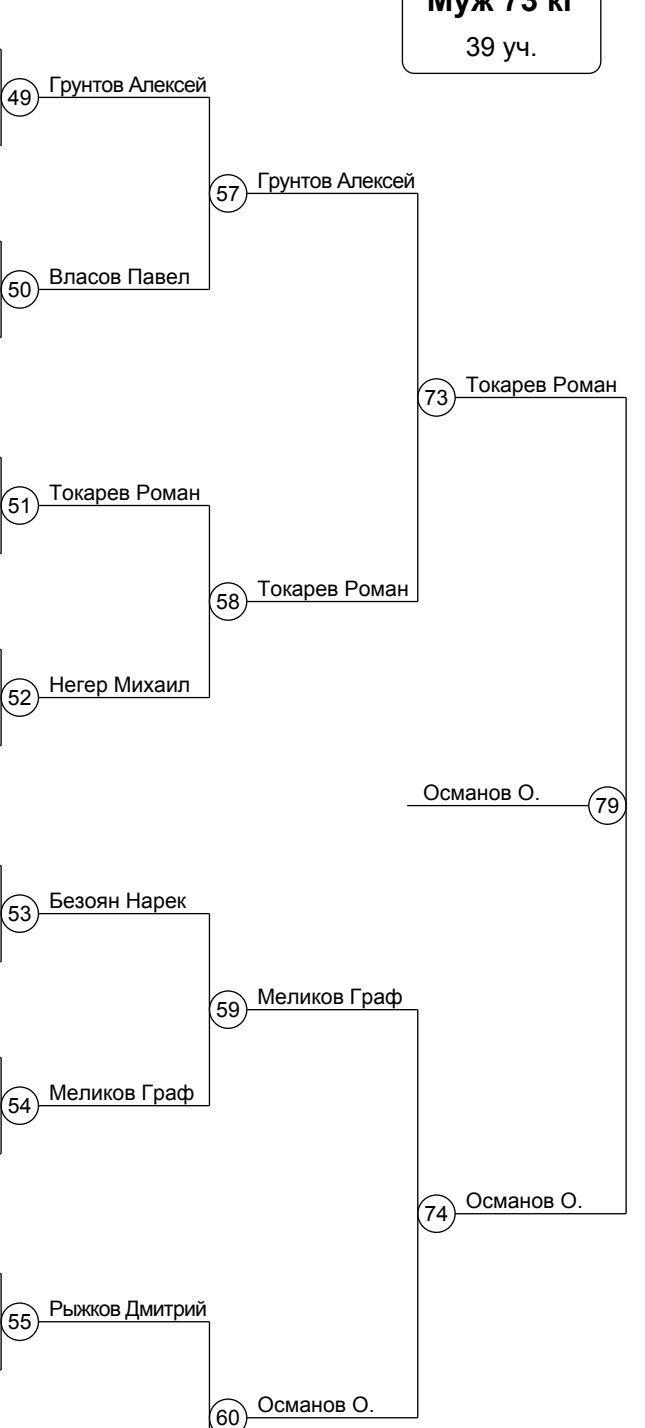 Муж 73 кг
39 уч.
49 Грунтов Алексей
57 Грунтов Алексей
50 Власов Павел
73 Токарев Роман
51 Токарев Роман
58 Токарев Роман
52 Негер Михаил
Османов О. 79
53 Безоян Нарек
59 Меликов Граф
54 Меликов Граф
74 Османов О.
55 Рыжков Дмитрий
60 Османов О.